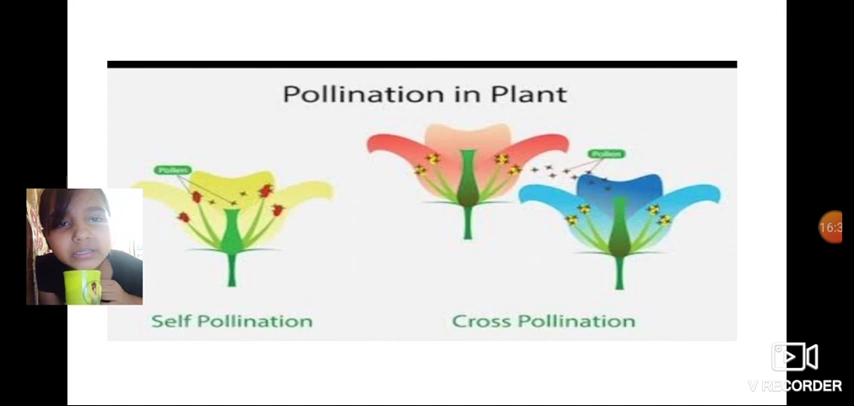 Pollination in Plant
Pollen
Pollen
Self Pollination
Cross Pollination
16:3
V RECORDER